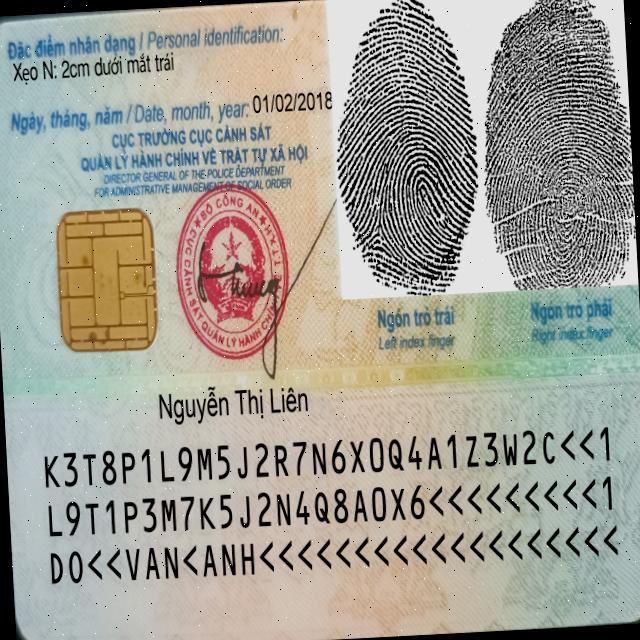 Đặc điểm nhân dạng / Personal identification:
Xẹo N: 2cm dưới mắt trái
Ngày, tháng, năm / Date, month, year: 01/02/2018
CỤC TRƯỞNG CỤC CẢNH SÁT
QUẢN LÝ HÀNH CHÍNH VỀ TRẬT TỰ XÃ HỘI
DIRECTOR GENERAL OF THE POLICE DEPARTMENT
FOR ADMINISTRATIVE MANAGEMENT OF SOCIAL ORDER
BỘ CÔNG AN
CỤC CẢNH SÁT QUẢN LÝ HÀNH CHÍNH
Ngón trỏ trái
Left index finger
Ngón trỏ phải
Right index finger
Nguyễn Thị Liên
K3T8P1L9M5J2R7N6X0Q4A1Z3W2C<<1
L9T1P3M7K5J2N4Q8A0X6<<<<<<<<<1
DO<<VAN<ANH<<<<<<<<<<<<<<<<<<<